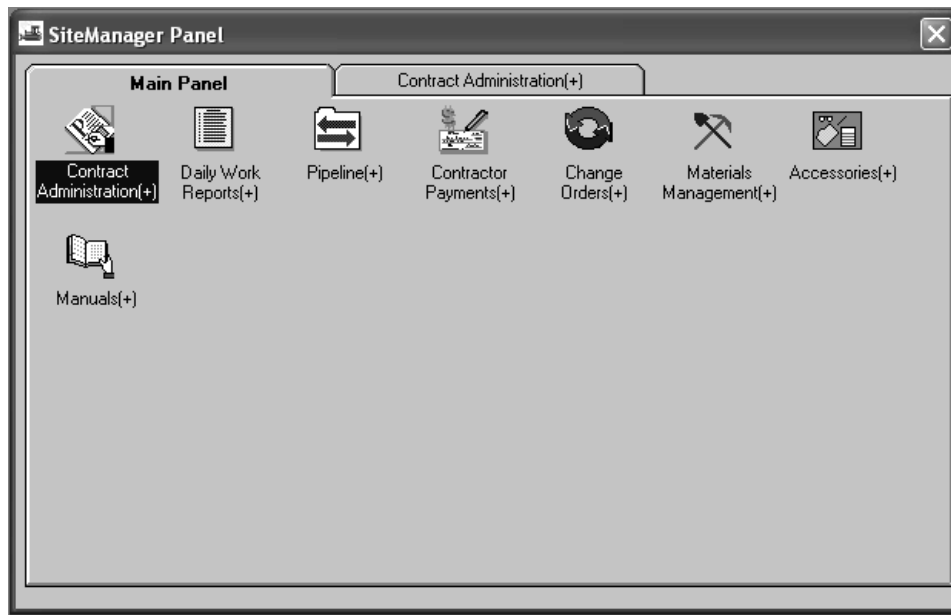 SiteManager Panel
Main Panel
Contract Administration(+)
Contract
Administration(+)
Daily Work
Reports(+)
Pipeline(+)
Contractor
Payments(+)
Change
Orders(+)
Materials
Management(+)
Accessories(+)
Manuals(+)